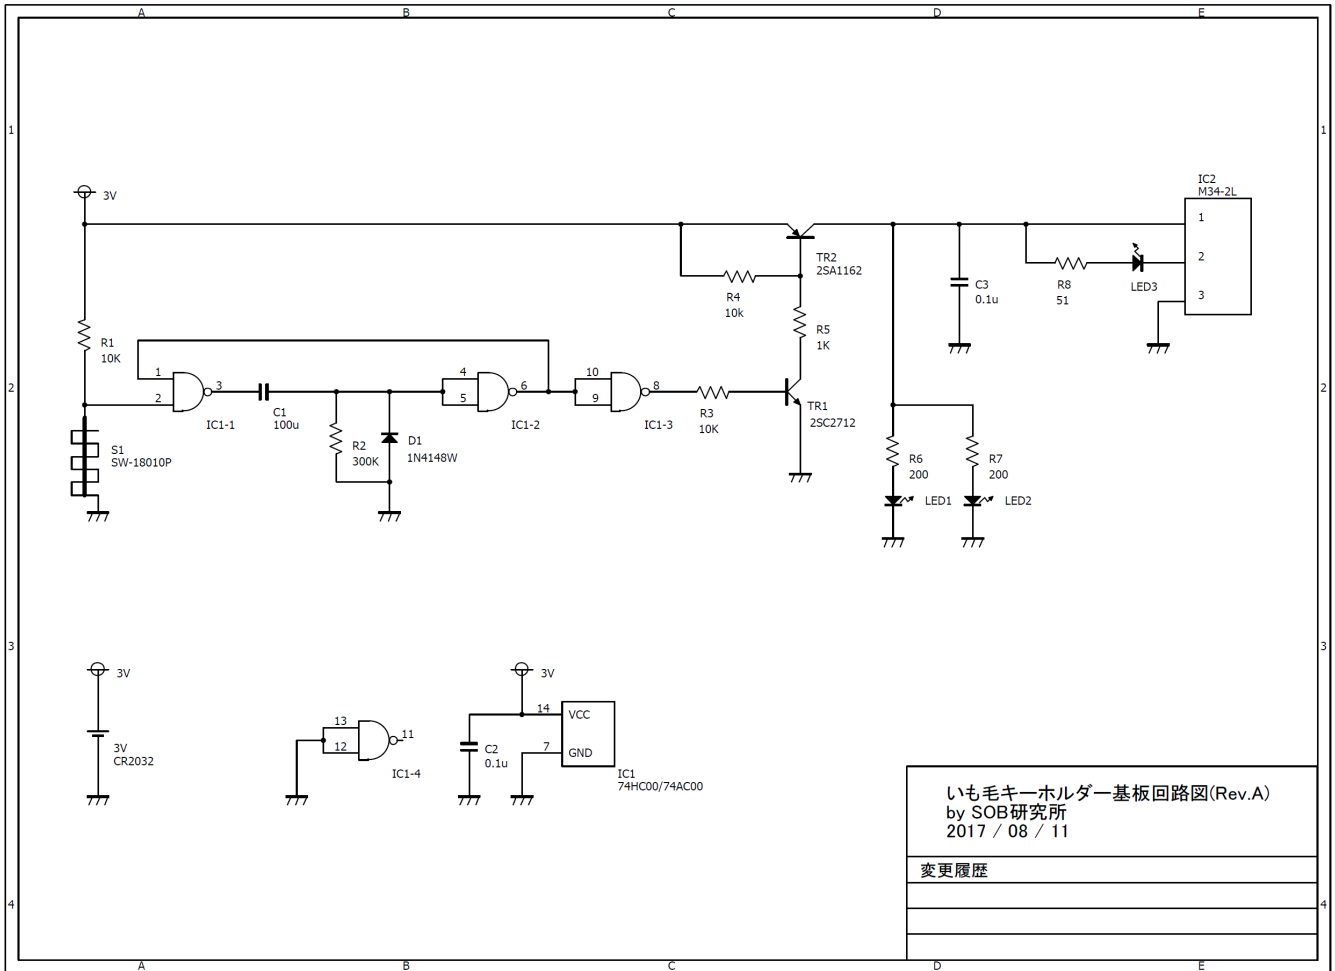 A B C D E
1 1
IC2
M34-2L
3V
1
TR2
2SA1162
2
C3
0.1u
R8
51
LED3
3
R4
10k
R5
1K
R1
10K
1
2
3
IC1-1
C1
100u
4
5
6
IC1-2
10
9
8
IC1-3
R3
10K
TR1
2SC2712
2 2
S1
SW-18010P
R2
300K
D1
1N4148W
R6
200
R7
200
LED1
LED2
3 3
3V
3V
CR2032
13
12
11
IC1-4
3V
C2
0.1u
14
VCC
7
GND
IC1
74HC00/74AC00
いも毛キーホルダー基板回路図(Rev.A)
by SOB研究所
2017 / 08 / 11
変更履歴
4 4
A B C D E